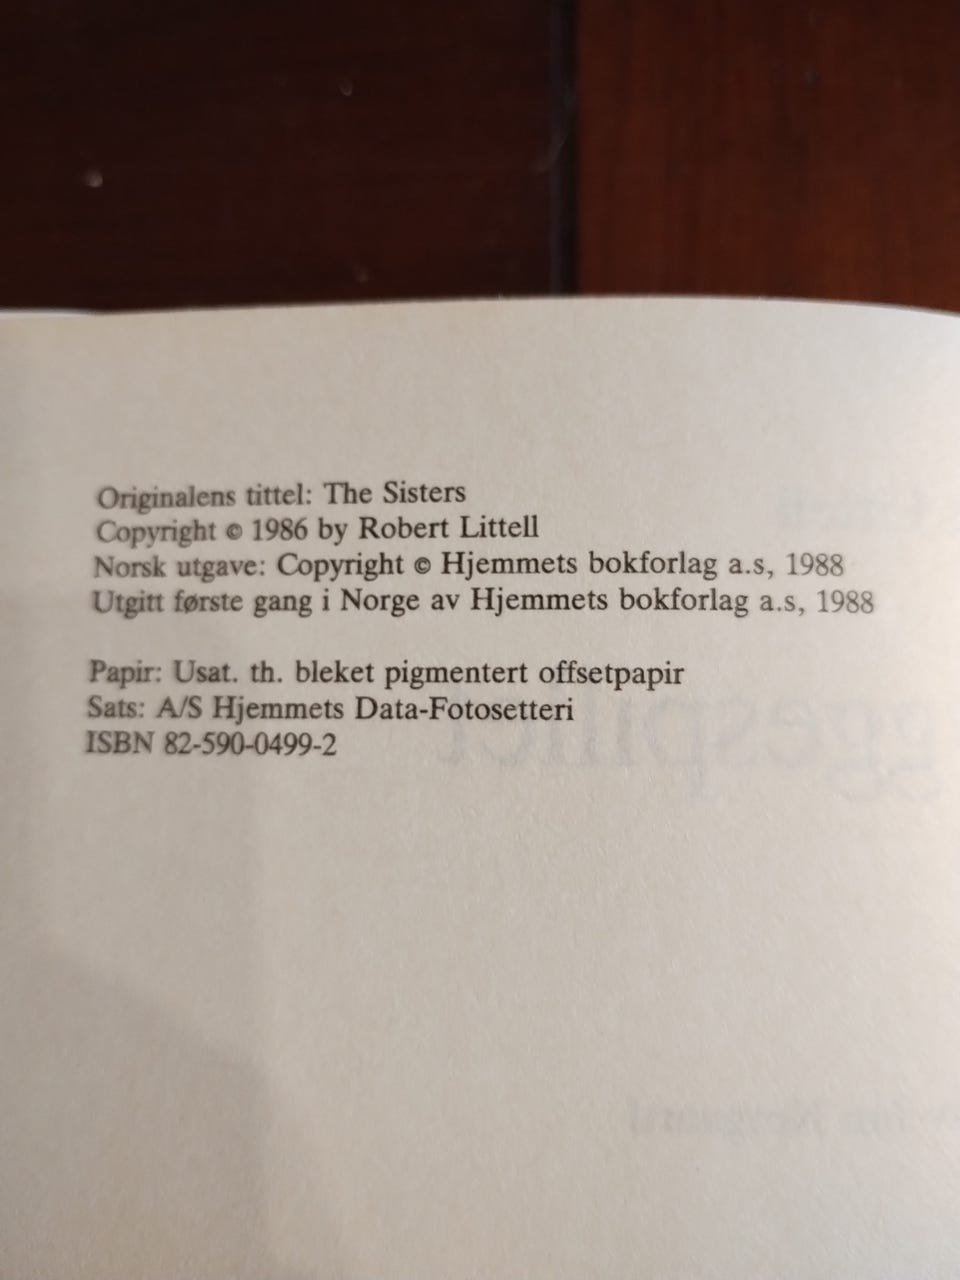 Originalens tittel: The Sisters
Copyright © 1986 by Robert Littell
Norsk utgave: Copyright © Hjemmets bokforlag a.s, 1988
Utgitt første gang i Norge av Hjemmets bokforlag a.s, 1988
Papir: Usat. th. bleket pigmentert offsetpapir
Sats: A/S Hjemmets Data-Fotosetteri
ISBN 82-590-0499-2